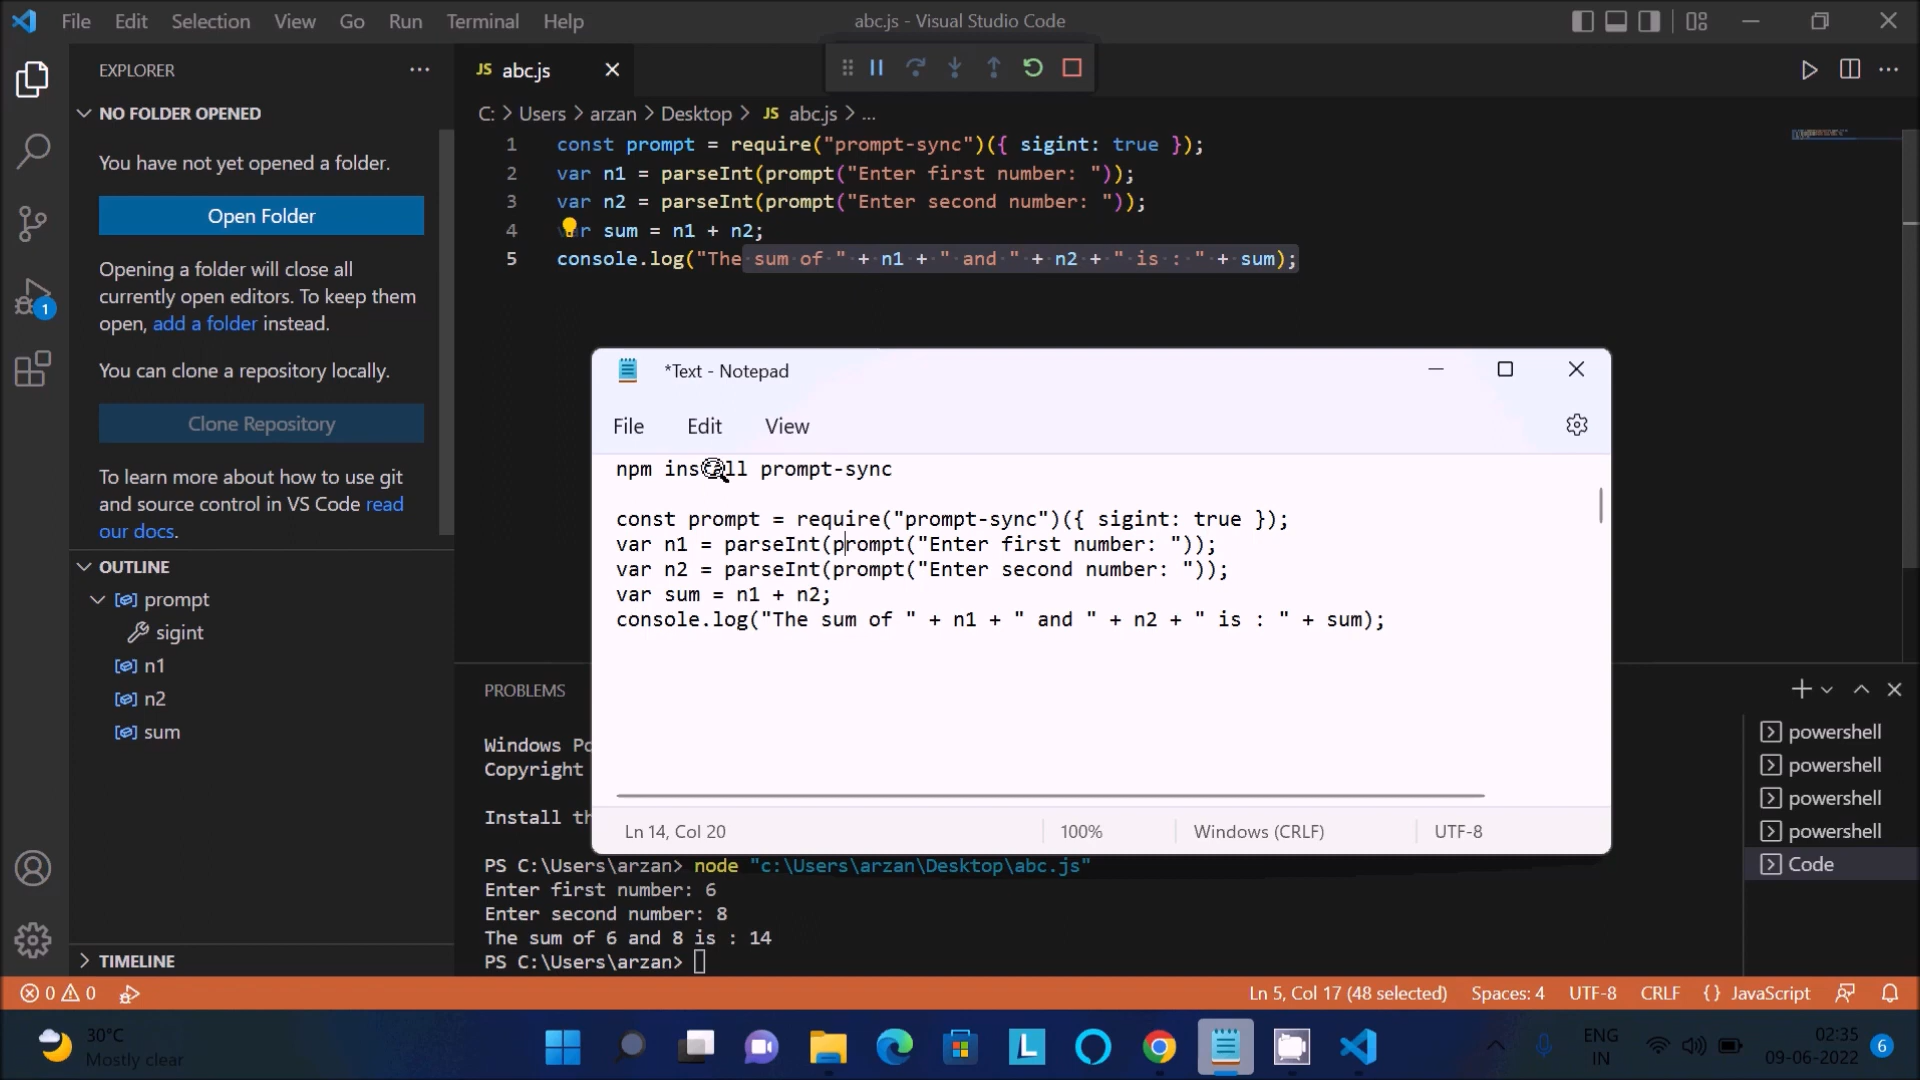 File Edit Selection View Go Run Terminal Help
abc.js - Visual Studio Code
EXPLORER
NO FOLDER OPENED
You have not yet opened a folder.
Open Folder
Opening a folder will close all
currently open editors. To keep them
open, add a folder instead.
You can clone a repository locally.
Clone Repository
To learn more about how to use git
and source control in VS Code read
our docs.
OUTLINE
prompt
sigint
n1
n2
sum
TIMELINE
1
JS abc.js
C: > Users > arzan > Desktop > JS abc.js > ...
1 const prompt = require("prompt-sync")({ sigint: true });
2 var n1 = parseInt(prompt("Enter first number: "));
3 var n2 = parseInt(prompt("Enter second number: "));
4 var sum = n1 + n2;
5 console.log("The sum of " + n1 + " and " + n2 + " is : " + sum);
*Text - Notepad
File Edit View
npm install prompt-sync
const prompt = require("prompt-sync")({ sigint: true });
var n1 = parseInt(prompt("Enter first number: "));
var n2 = parseInt(prompt("Enter second number: "));
var sum = n1 + n2;
console.log("The sum of " + n1 + " and " + n2 + " is : " + sum);
Ln 14, Col 20 100% Windows (CRLF) UTF-8
PROBLEMS
Windows
Copyright
Install
PS C:\Users\arzan> node "c:\Users\arzan\Desktop\abc.js"
Enter first number: 6
Enter second number: 8
The sum of 6 and 8 is : 14
PS C:\Users\arzan>
powershell
powershell
powershell
powershell
Code
0 0
Ln 5, Col 17 (48 selected) Spaces: 4 UTF-8 CRLF {} JavaScript
30°C
Mostly clear
L
ENG
IN
02:35
09-06-2022
6